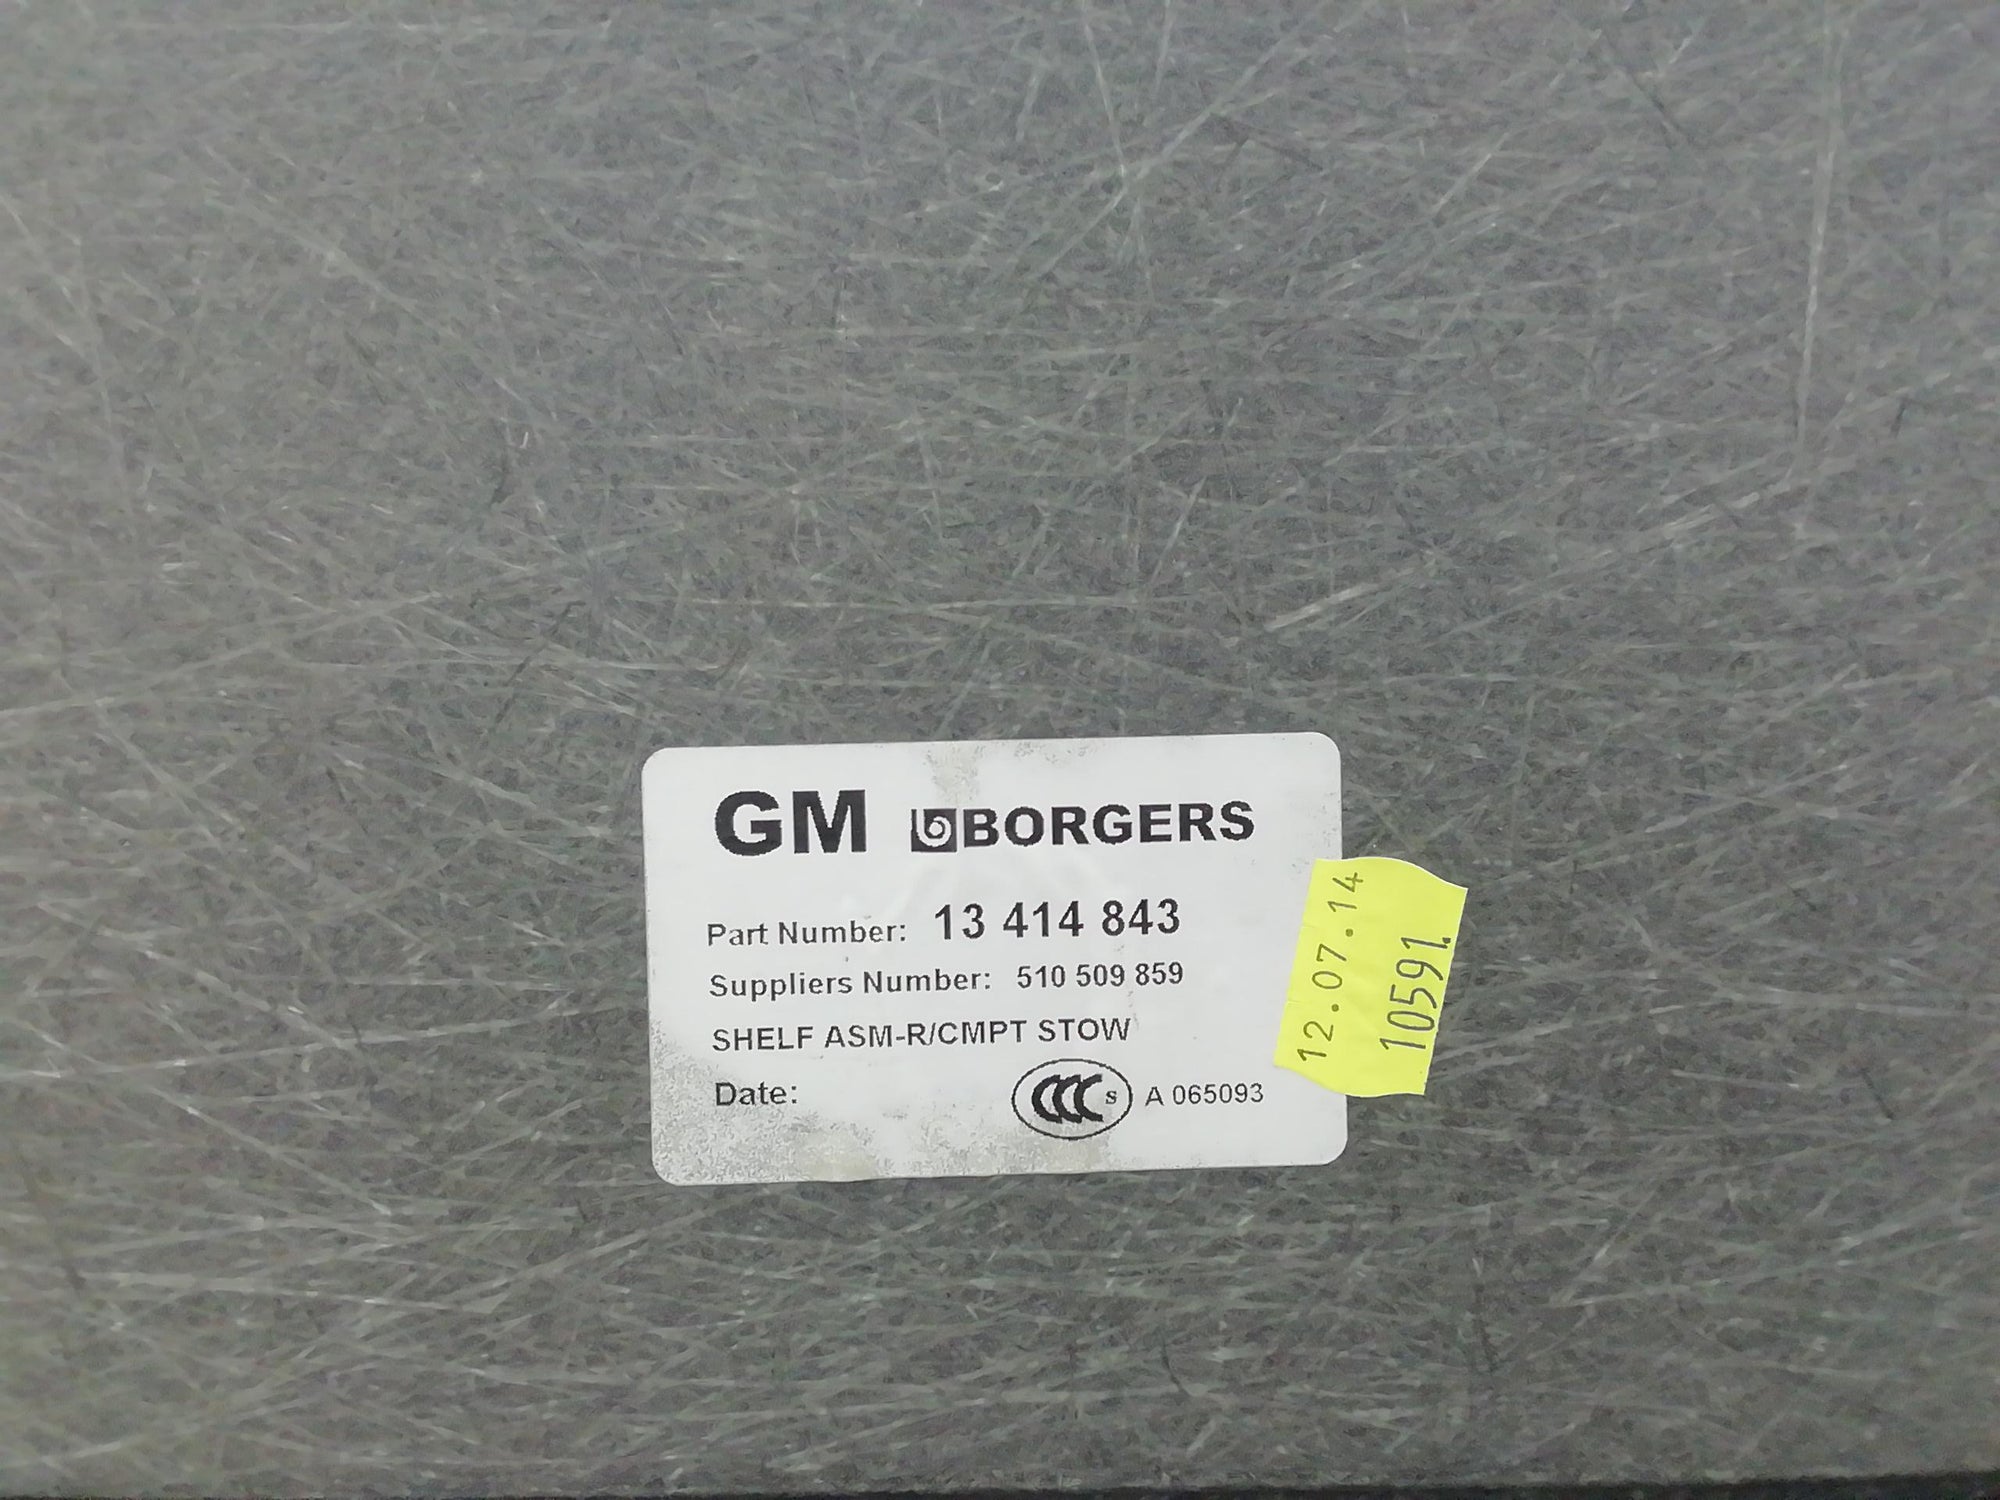 GM BORGERS
Part Number: 13 414 843
Suppliers Number: 510 509 859
SHELF ASM-R/CMPT STOW
Date:
CCC S A 065093
12.07.14
10591.